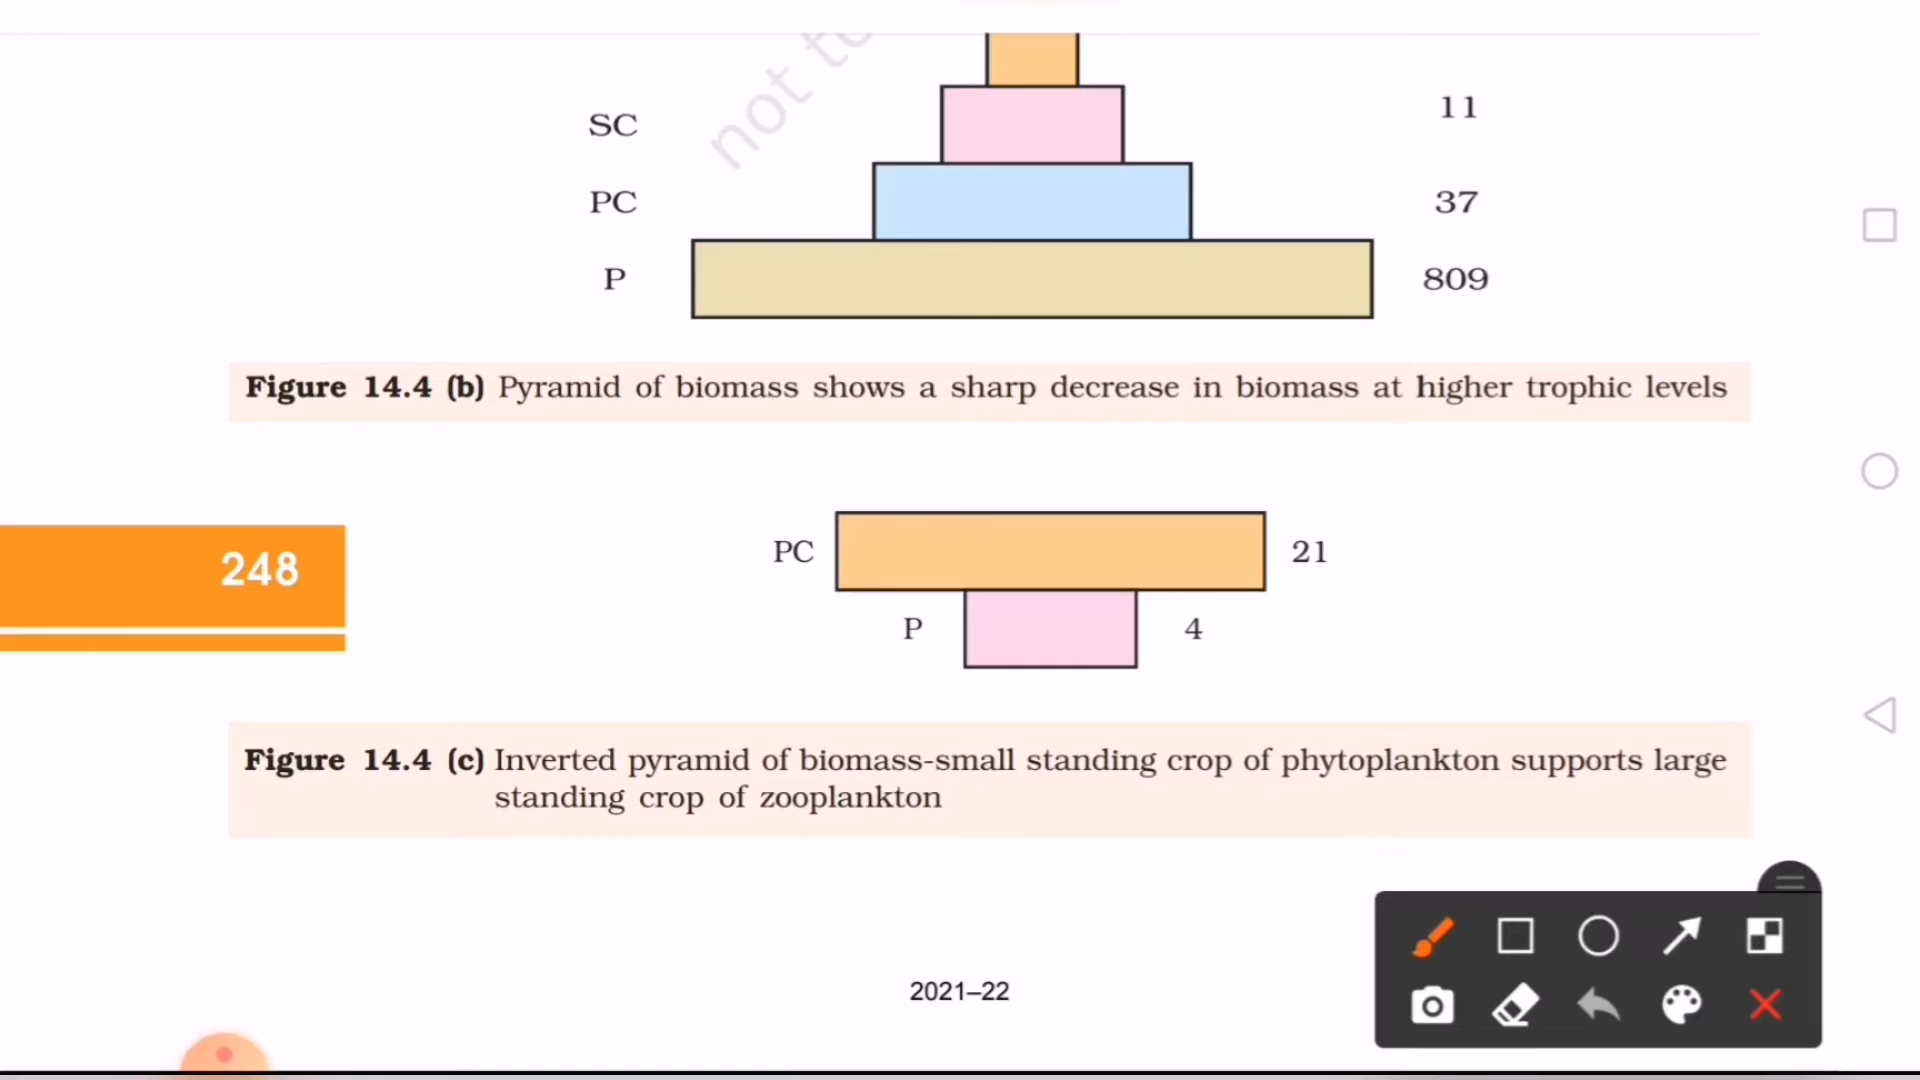 not to
SC 11
PC 37
P 809
Figure 14.4 (b) Pyramid of biomass shows a sharp decrease in biomass at higher trophic levels
248
PC 21
P 4
Figure 14.4 (c) Inverted pyramid of biomass-small standing crop of phytoplankton supports large
standing crop of zooplankton
2021–22